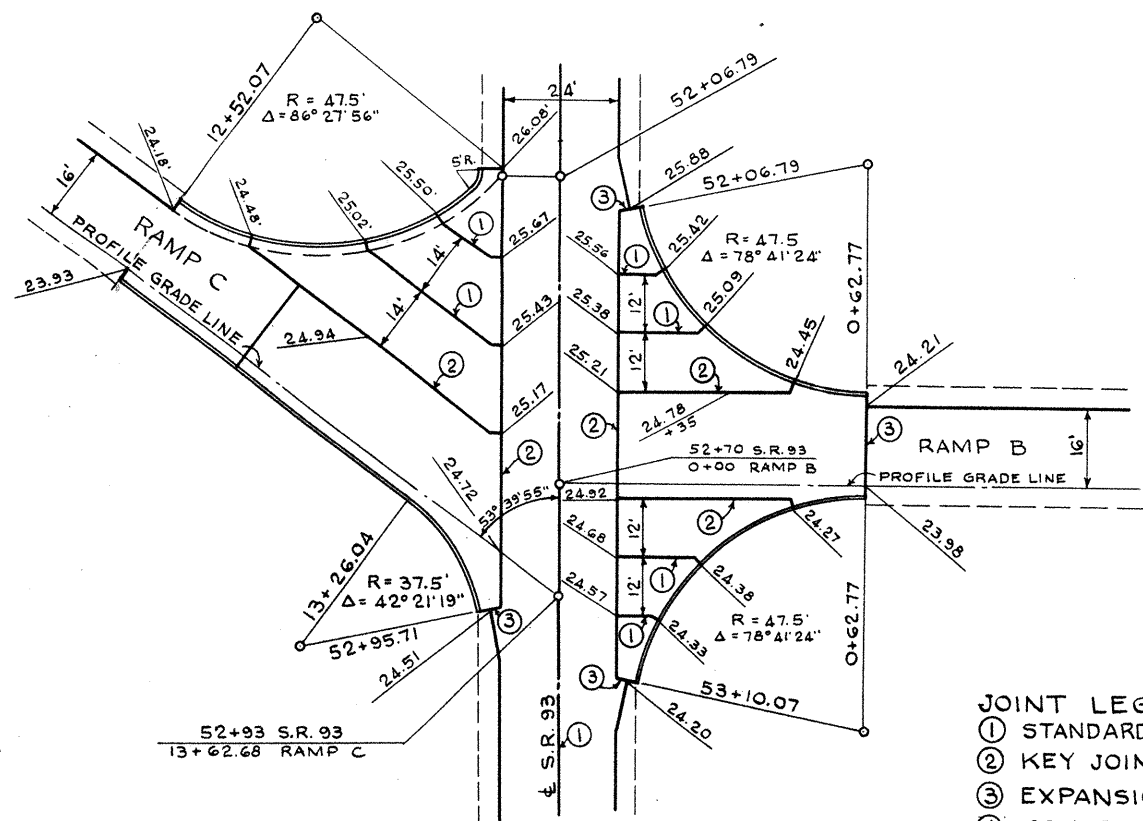 24'
52+06.79
12+52.07
R = 47.5'
Δ = 86° 27' 56"
26.08'
24.18'
5'R.
25.50'
25.88
52+06.79
16'
24.48'
25.02'
③
RAMP C
①
25.67
25.56
①
25.42
R = 47.5
Δ = 78° 41' 24"
0+62.77
14'
PROFILE GRADE LINE
23.93
①
12'
25.09
14'
25.43
25.38
①
24.94
12'
24.45
24.21
②
25.21
②
25.17
24.78
+35
②
②
③
RAMP B
16'
52+70 S.R. 93
0+00 RAMP B
PROFILE GRADE LINE
24.72
53° 39' 55"
24.92
12'
②
24.27
23.98
24.68
13+26.04
R = 37.5'
Δ = 42° 21' 19"
①
24.38
12'
24.57
③
①
24.33
R = 47.5'
Δ = 78° 41' 24"
0+62.77
52+95.71
24.51
③
53+10.07
24.20
52+93 S.R. 93
13+62.68 RAMP C
℄ S.R. 93
①
JOINT LEG
① STANDARD
② KEY JOIN
③ EXPANSI